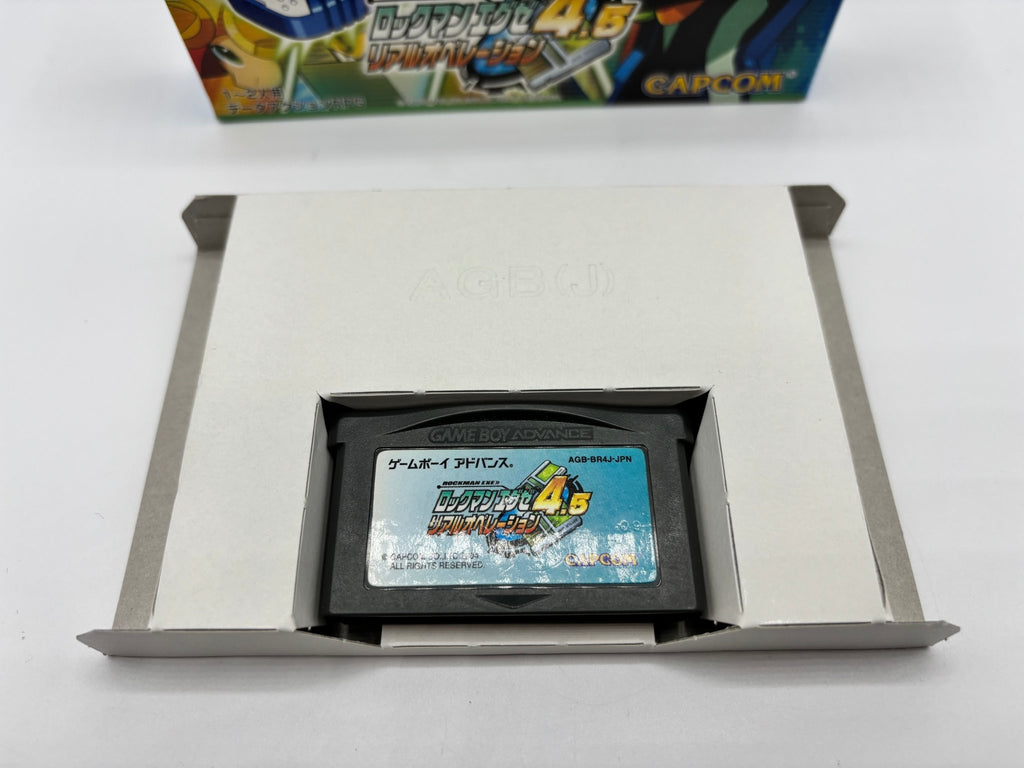 ロックマンエグゼ 4.5
リアルオペレーション
CAPCOM
AGB(J)
GAME BOY ADVANCE
ゲームボーイ アドバンス。
AGB-BR4J-JPN
ROCKMAN EXE
ロックマンエグゼ 4.5
リアルオペレーション
CAPCOM
ALL RIGHTS RESERVED